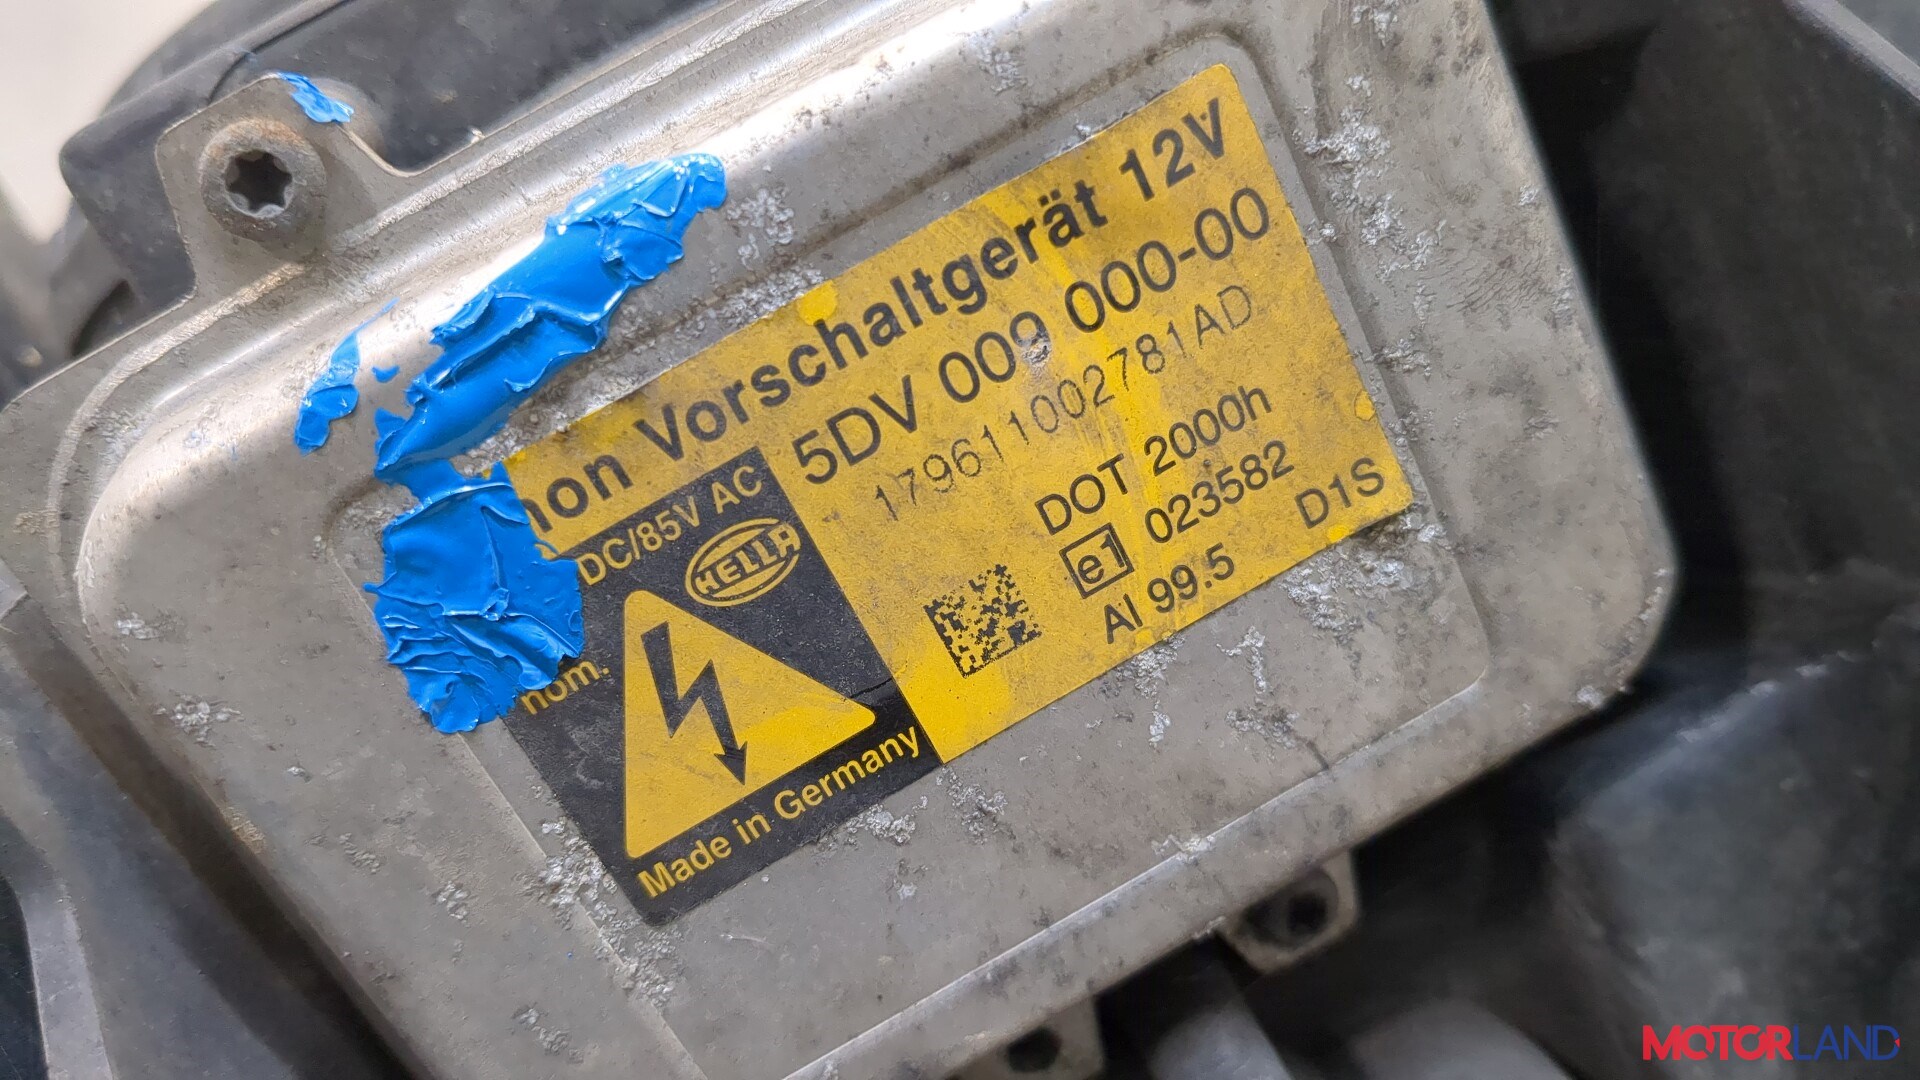 non Vorschaltgerät 12V
DC/85V AC
HELLA
nom.
Made in Germany
5DV 009 000-00
179611002781AD
DOT 2000h
e1 023582
Al 99.5 D1S
MOTORLAND